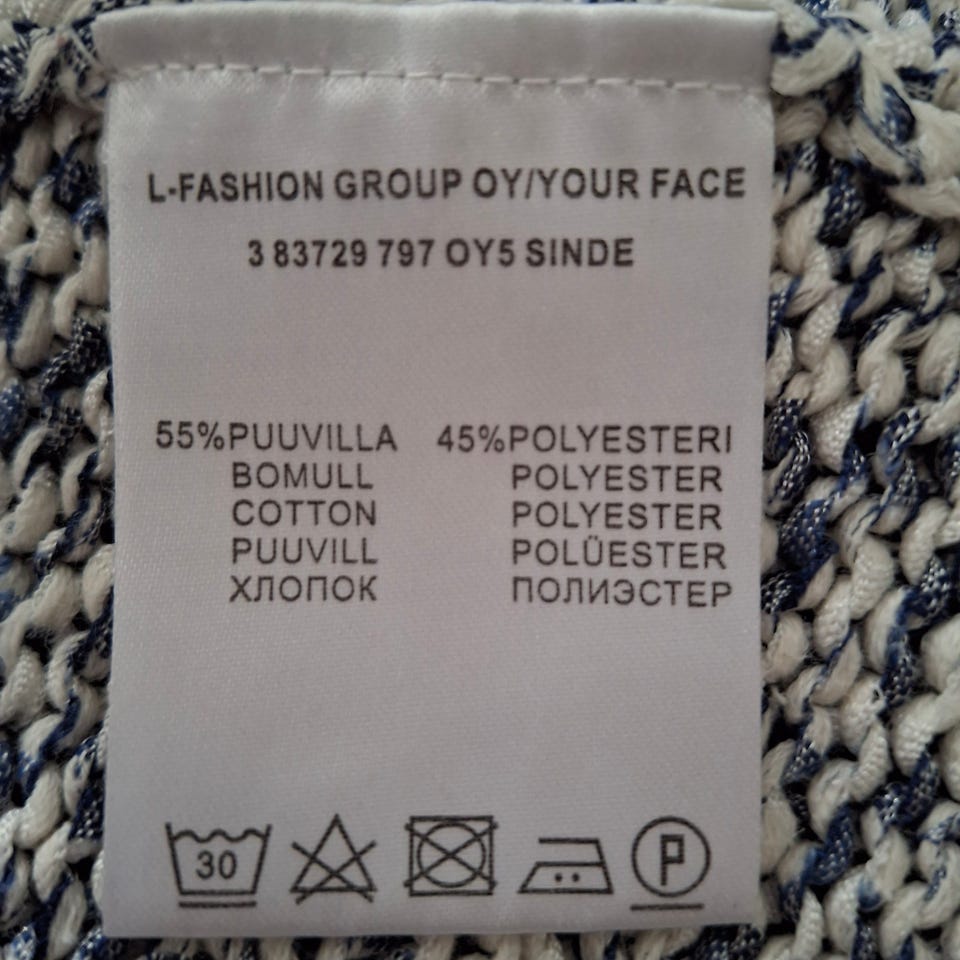 L-FASHION GROUP OY/YOUR FACE
3 83729 797 OY5 SINDE
55%PUUVILLA 45%POLYESTERI
BOMULL POLYESTER
COTTON POLYESTER
PUUVILL POLÜESTER
ХЛОПОК ПОЛИЭСТЕР
30 P